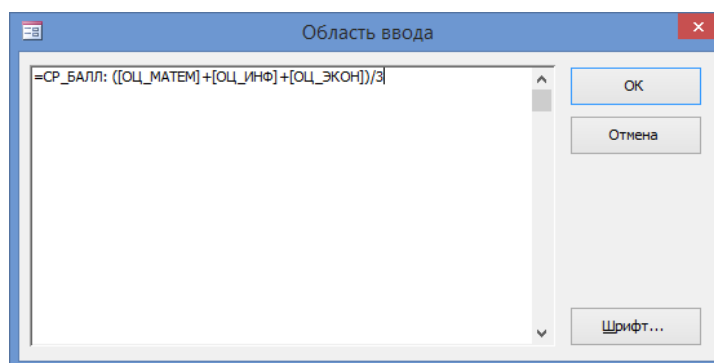 Область ввода
=СР_БАЛЛ: ([ОЦ_МАТЕМ]+[ОЦ_ИНФ]+[ОЦ_ЭКОН])/3
ОК
Отмена
Шрифт...